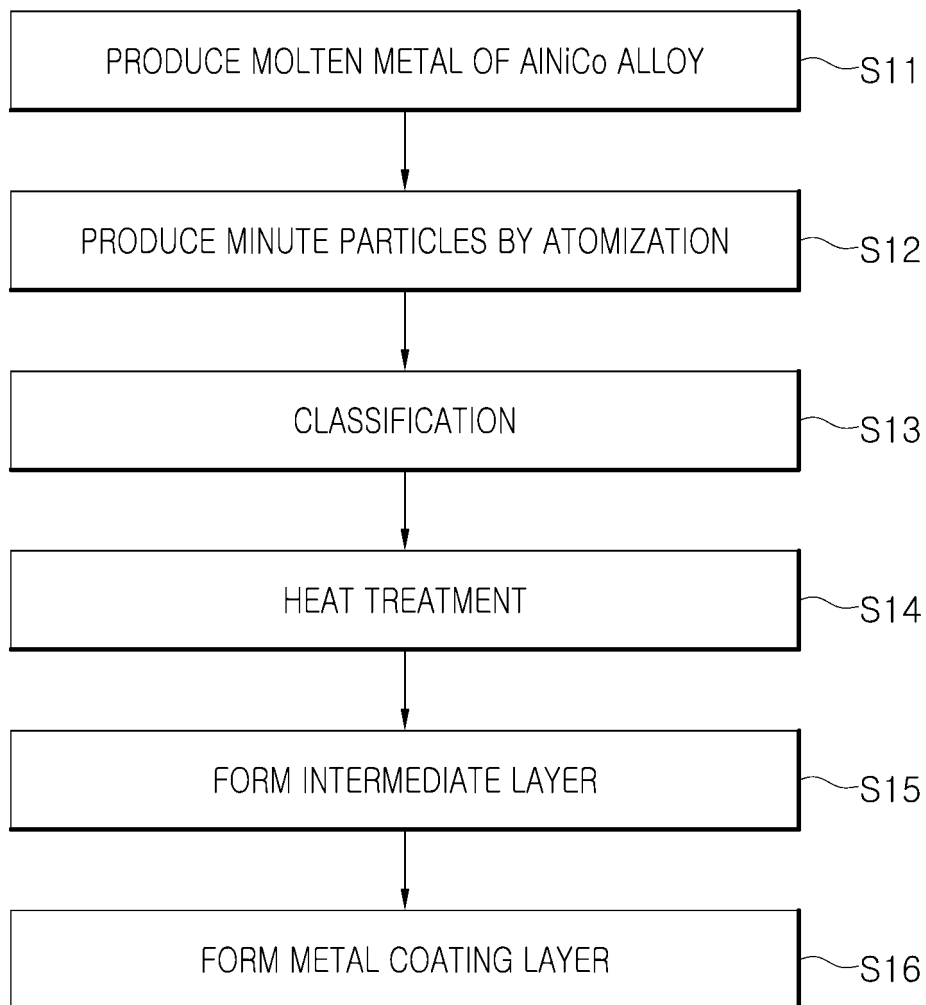 PRODUCE MOLTEN METAL OF AlNiCo ALLOY
S11
PRODUCE MINUTE PARTICLES BY ATOMIZATION
S12
CLASSIFICATION
S13
HEAT TREATMENT
S14
FORM INTERMEDIATE LAYER
S15
FORM METAL COATING LAYER
S16